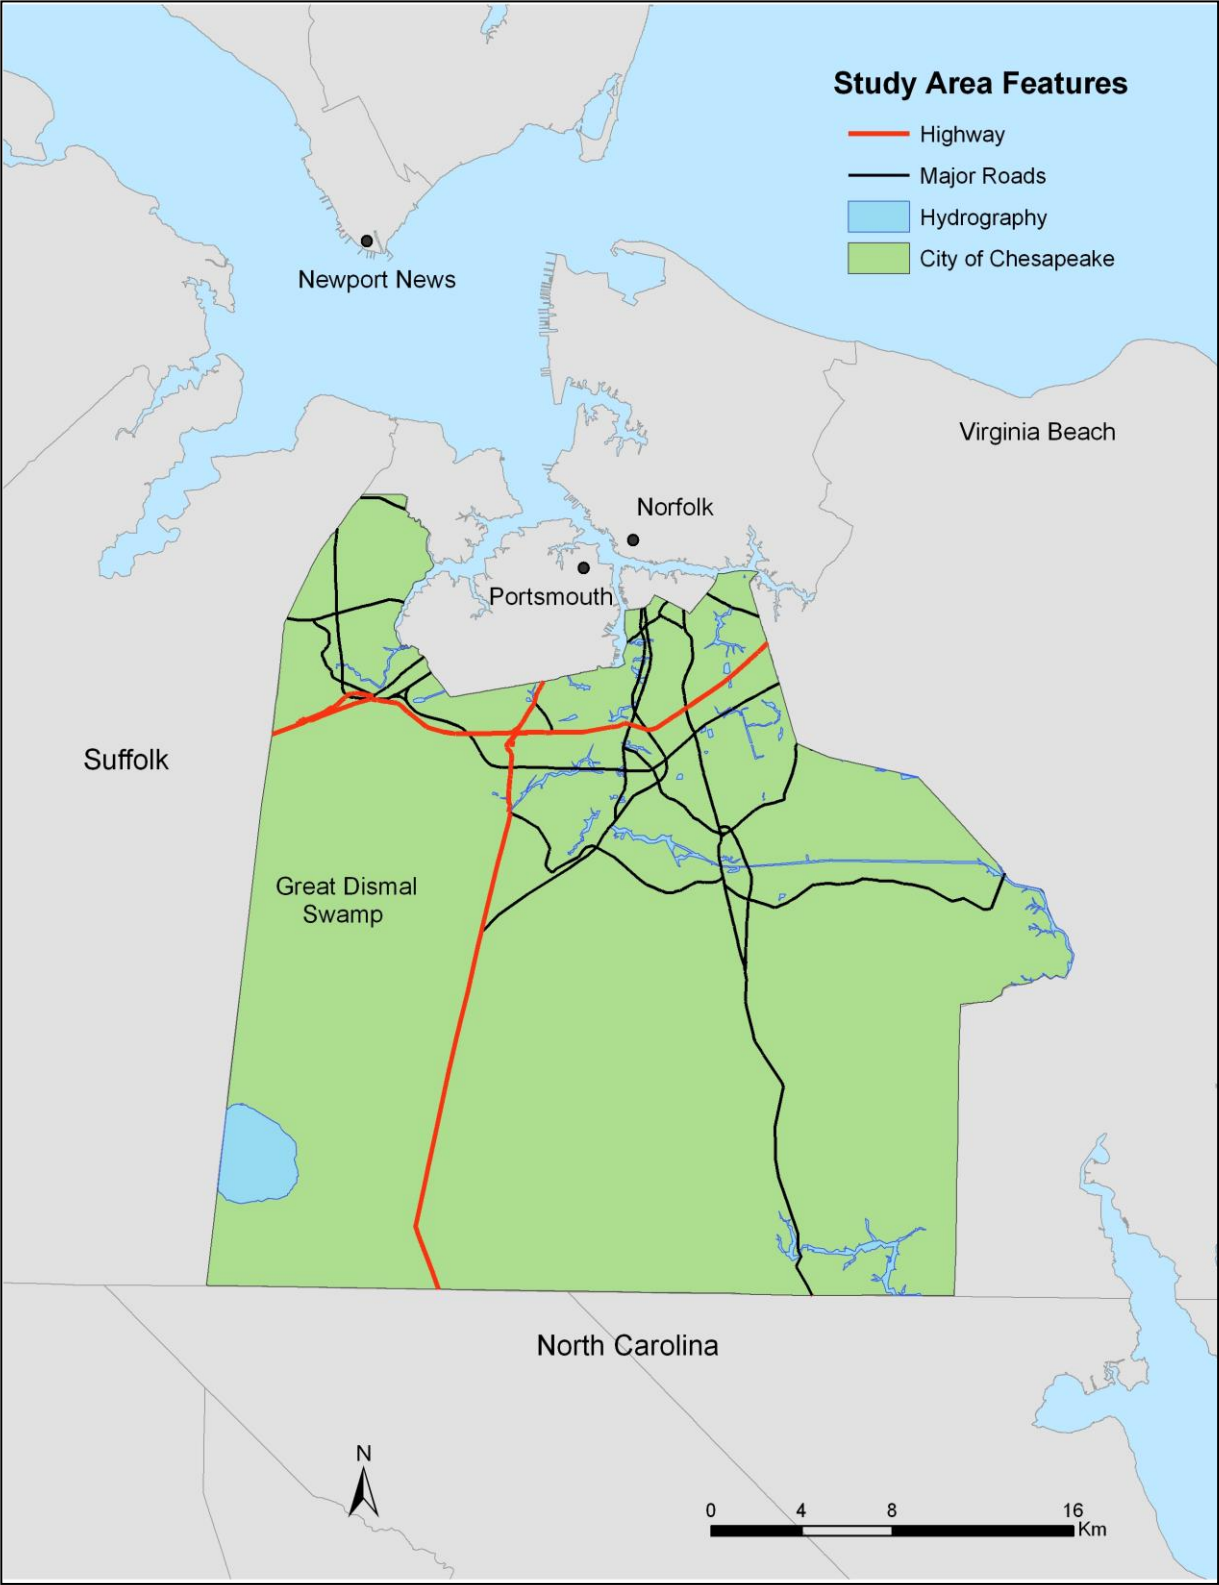 Study Area Features
Highway
Major Roads
Hydrography
City of Chesapeake
Newport News
Virginia Beach
Norfolk
Portsmouth
Suffolk
Great Dismal
Swamp
North Carolina
N
0 4 8 16
Km